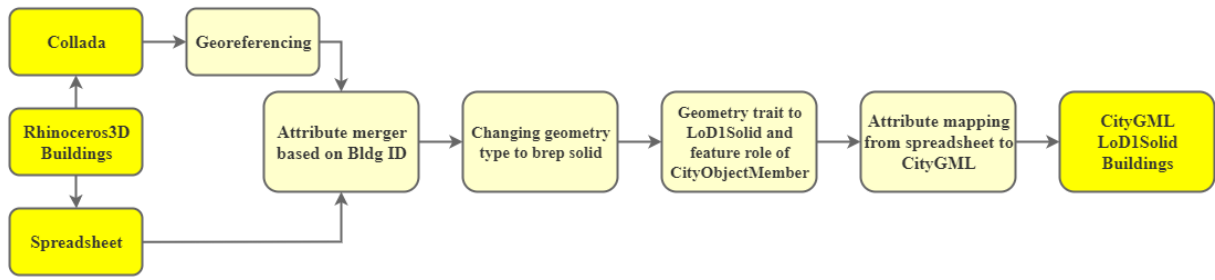 Collada
Georeferencing
Rhinoceros3D
Buildings
Spreadsheet
Attribute merger
based on Bldg ID
Changing geometry
type to brep solid
Geometry trait to
LoD1Solid and
feature role of
CityObjectMember
Attribute mapping
from spreadsheet to
CityGML
CityGML
LoD1Solid
Buildings